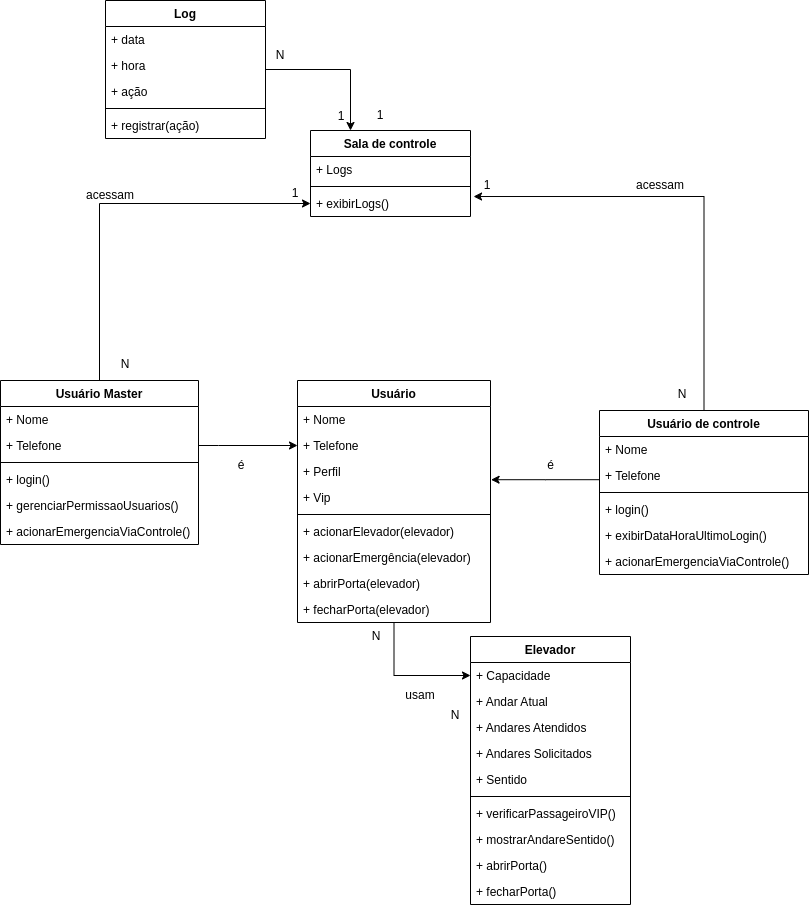 Log
+ data
+ hora
+ ação
+ registrar(ação)
N
1
1
Sala de controle
+ Logs
+ exibirLogs()
acessam
1
1
acessam
N
N
Usuário Master
+ Nome
+ Telefone
+ login()
+ gerenciarPermissaoUsuarios()
+ acionarEmergenciaViaControle()
é
Usuário
+ Nome
+ Telefone
+ Perfil
+ Vip
+ acionarElevador(elevador)
+ acionarEmergência(elevador)
+ abrirPorta(elevador)
+ fecharPorta(elevador)
é
Usuário de controle
+ Nome
+ Telefone
+ login()
+ exibirDataHoraUltimoLogin()
+ acionarEmergenciaViaControle()
N
usam
N
Elevador
+ Capacidade
+ Andar Atual
+ Andares Atendidos
+ Andares Solicitados
+ Sentido
+ verificarPassageiroVIP()
+ mostrarAndareSentido()
+ abrirPorta()
+ fecharPorta()